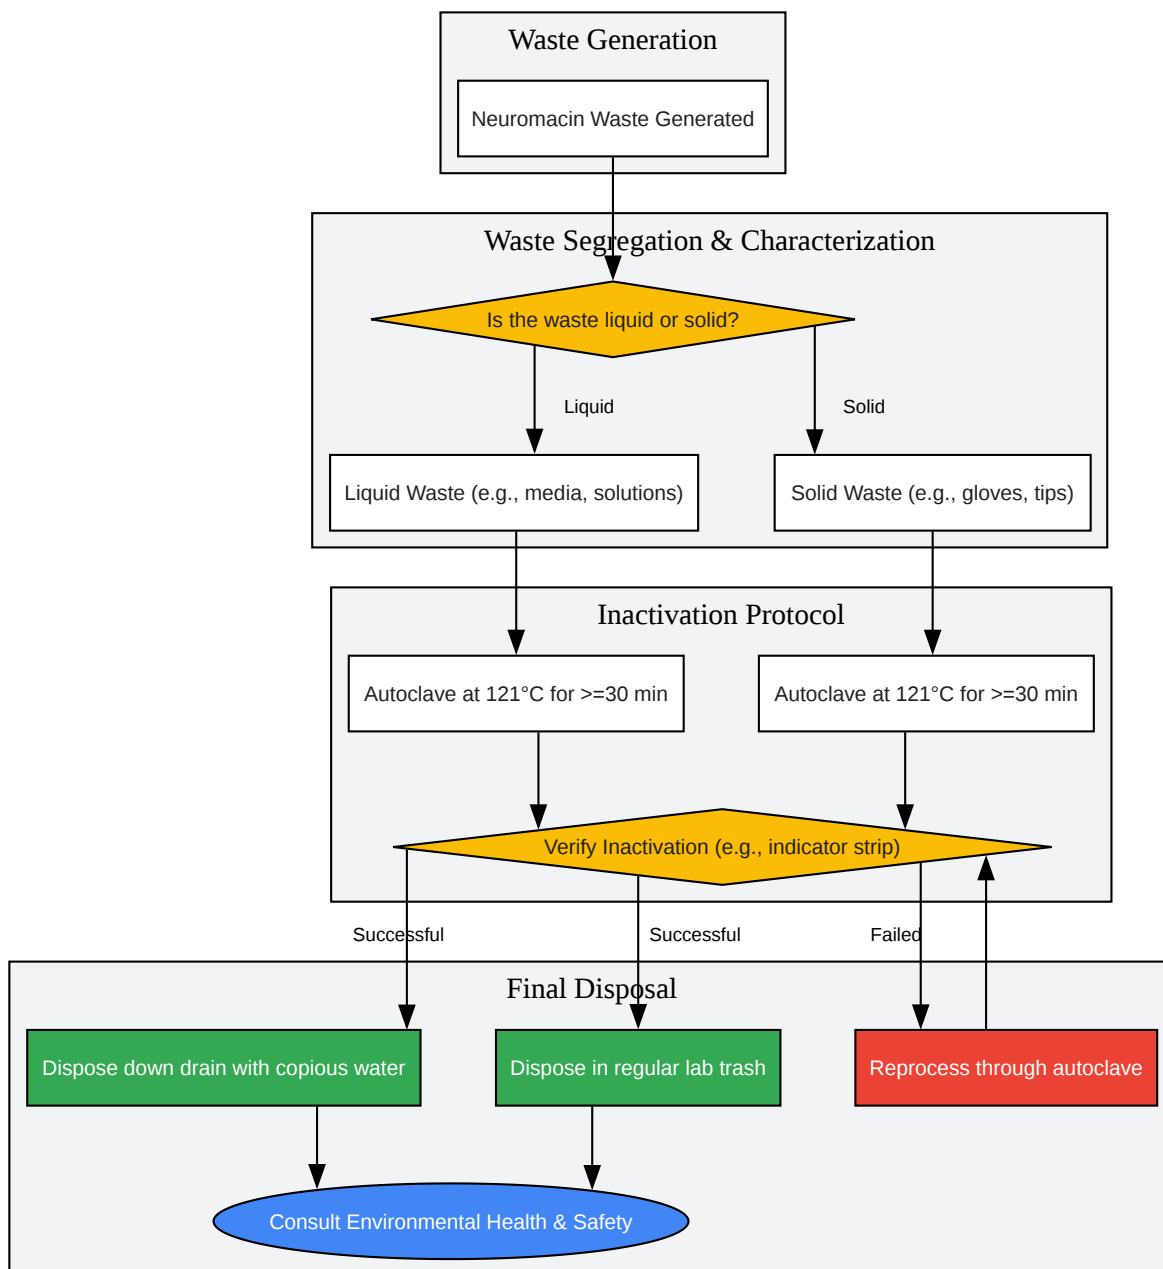 Waste Generation
Neuromacin Waste Generated
Waste Segregation & Characterization
Is the waste liquid or solid?
Liquid
Solid
Liquid Waste (e.g., media, solutions)
Solid Waste (e.g., gloves, tips)
Inactivation Protocol
Autoclave at 121°C for >=30 min
Autoclave at 121°C for >=30 min
Verify Inactivation (e.g., indicator strip)
Successful
Successful
Failed
Final Disposal
Dispose down drain with copious water
Dispose in regular lab trash
Reprocess through autoclave
Consult Environmental Health & Safety